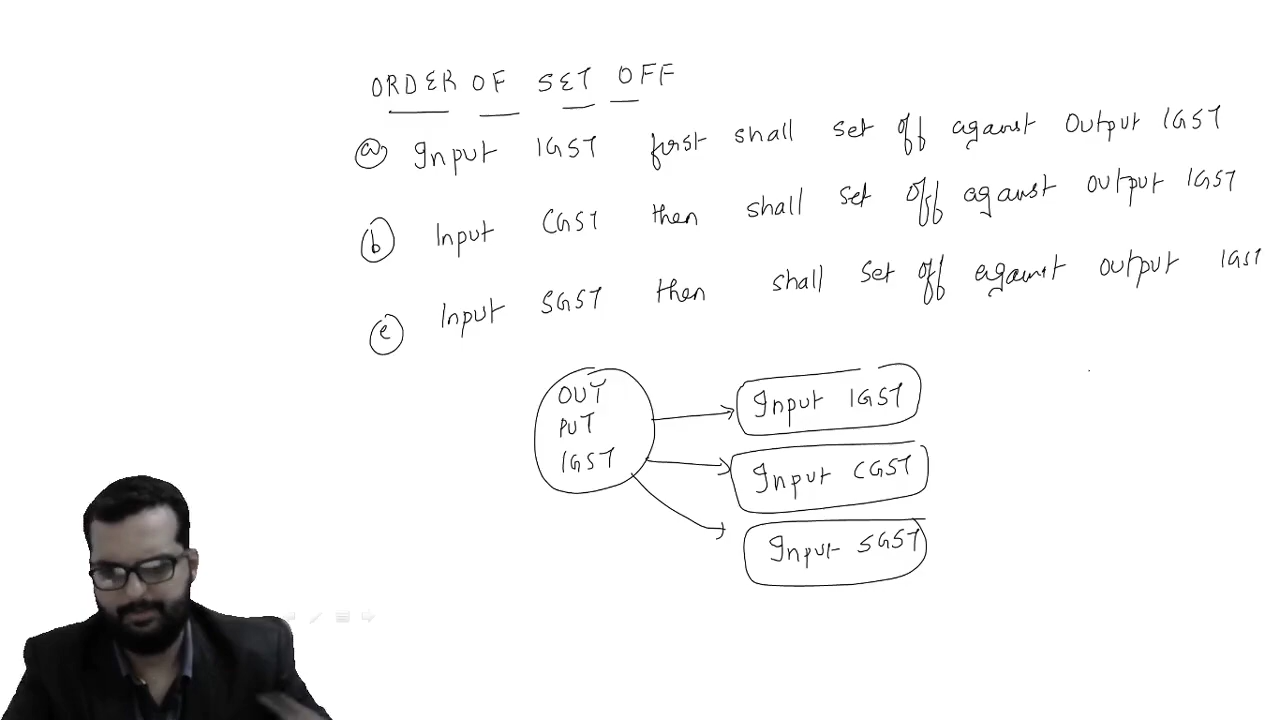 ORDER OF SET OFF
(a) Input IGST first shall set off against Output IGST
(b) Input CGST then shall set off against output IGST
(c) Input SGST then shall set off against output IGST
OUT
PUT
IGST
Input IGST
Input CGST
Input SGST